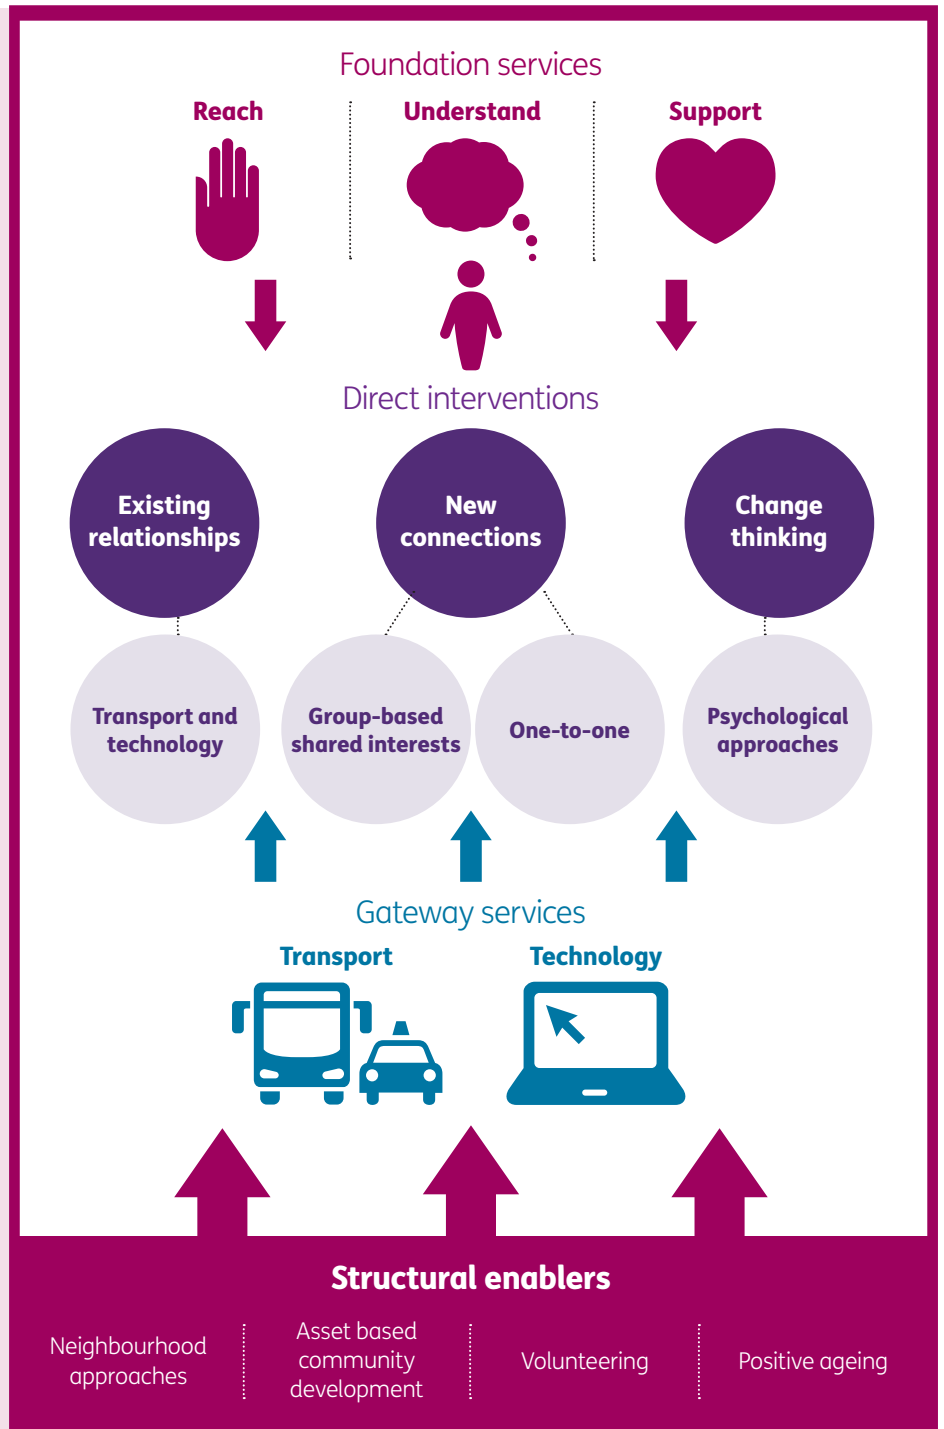 Foundation services
Reach
Understand
Support
Direct interventions
Existing
relationships
New
connections
Change
thinking
Transport and
technology
Group-based
shared interests
One-to-one
Psychological
approaches
Gateway services
Transport
Technology
Structural enablers
Neighbourhood
approaches
Asset based
community
development
Volunteering
Positive ageing